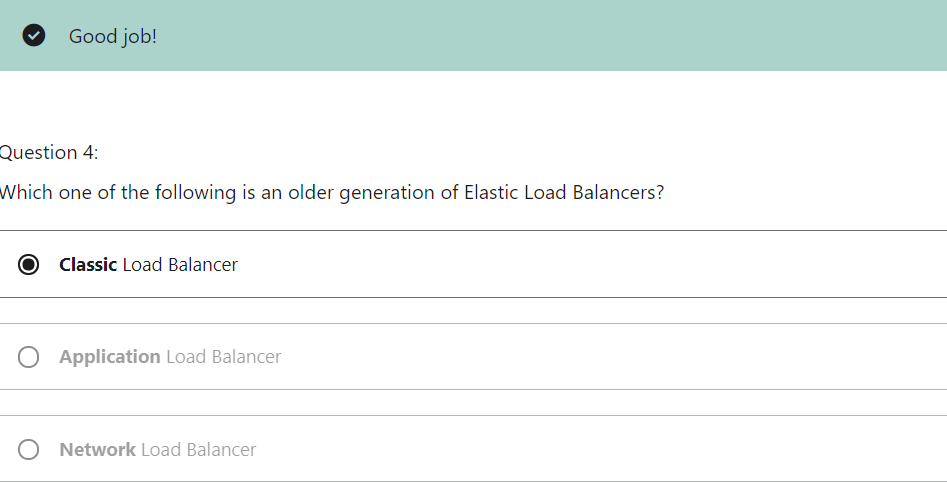 Good job!
Question 4:
Which one of the following is an older generation of Elastic Load Balancers?
Classic Load Balancer
Application Load Balancer
Network Load Balancer